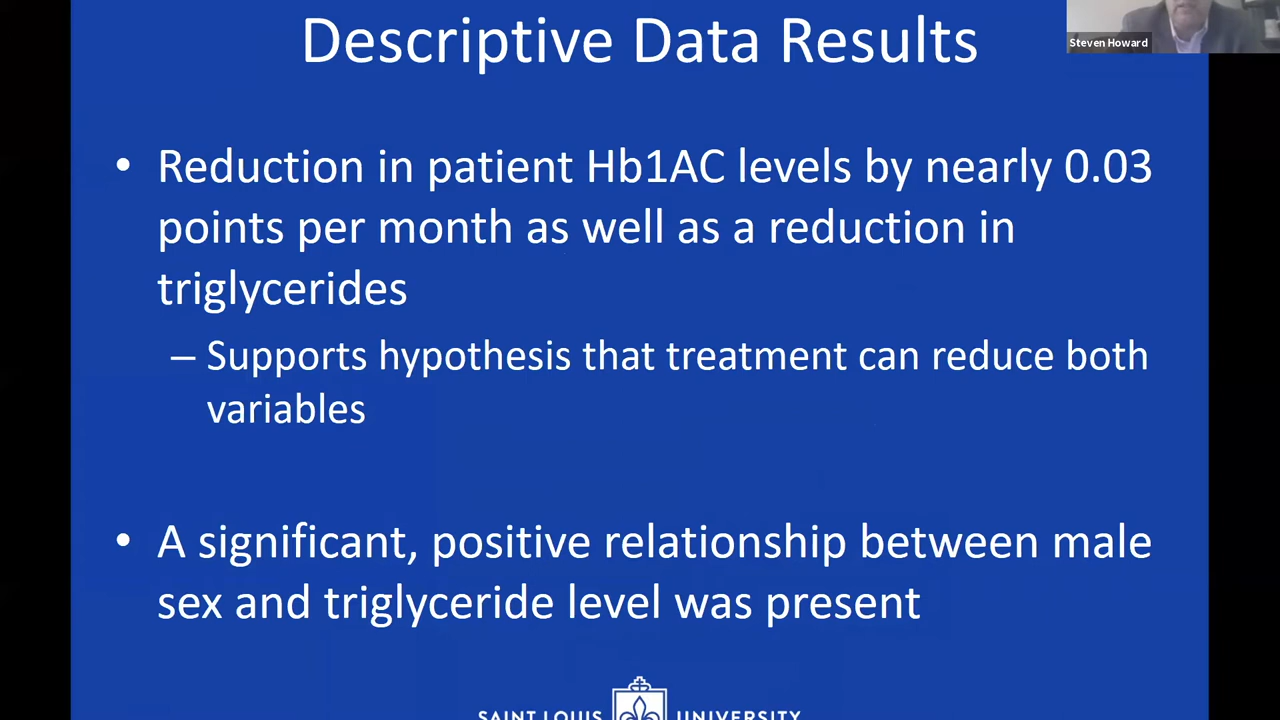 Descriptive Data Results
Steven Howard
• Reduction in patient Hb1AC levels by nearly 0.03
points per month as well as a reduction in
triglycerides
– Supports hypothesis that treatment can reduce both
variables
• A significant, positive relationship between male
sex and triglyceride level was present
SAINT LOUIS UNIVERSITY